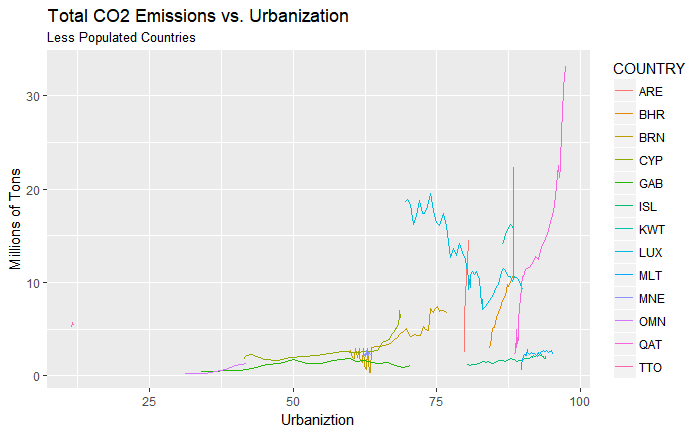 Total CO2 Emissions vs. Urbanization
Less Populated Countries
Millions of Tons
30
20
10
0
25
50
75
100
Urbaniztion
COUNTRY
ARE
BHR
BRN
CYP
GAB
ISL
KWT
LUX
MLT
MNE
OMN
QAT
TTO